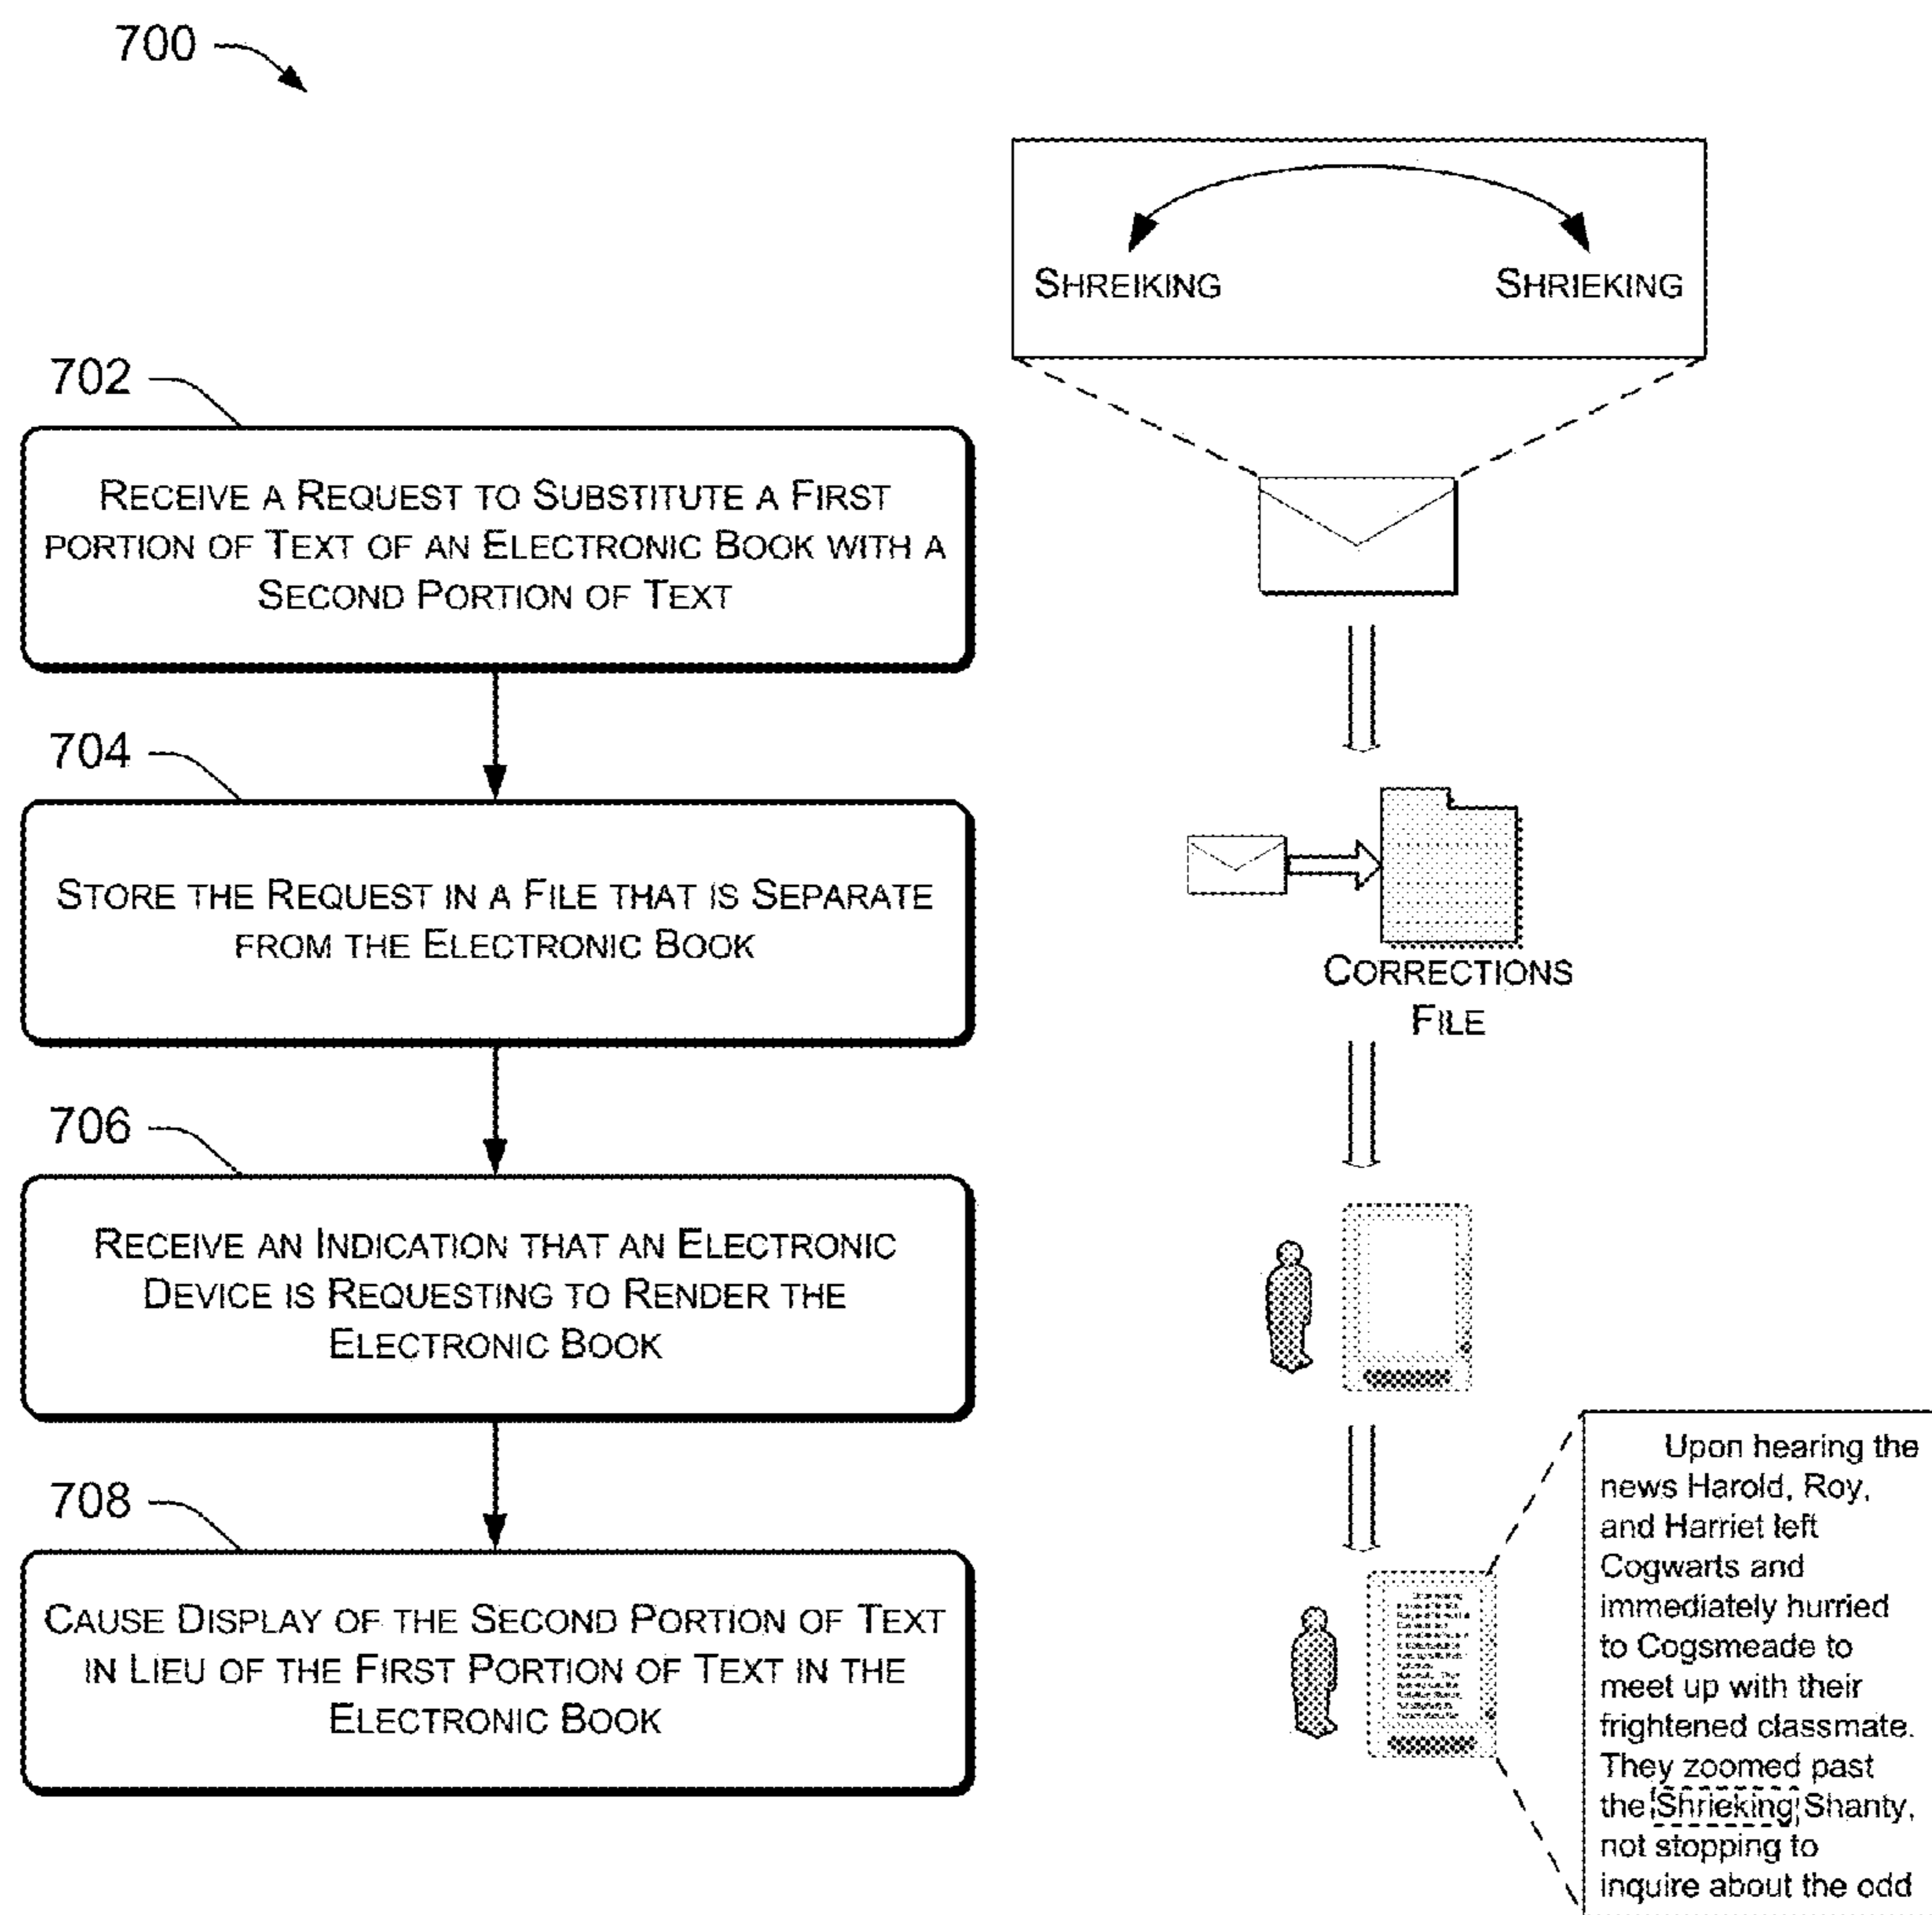 700
SHREIKING SHRIEKING
702
RECEIVE A REQUEST TO SUBSTITUTE A FIRST
PORTION OF TEXT OF AN ELECTRONIC BOOK WITH A
SECOND PORTION OF TEXT
704
STORE THE REQUEST IN A FILE THAT IS SEPARATE
FROM THE ELECTRONIC BOOK
CORRECTIONS
FILE
706
RECEIVE AN INDICATION THAT AN ELECTRONIC
DEVICE IS REQUESTING TO RENDER THE
ELECTRONIC BOOK
708
CAUSE DISPLAY OF THE SECOND PORTION OF TEXT
IN LIEU OF THE FIRST PORTION OF TEXT IN THE
ELECTRONIC BOOK
Upon hearing the
news Harold, Roy,
and Harriet left
Cogwarts and
immediately hurried
to Cogsmeade to
meet up with their
frightened classmate.
They zoomed past
the Shrieking Shanty,
not stopping to
inquire about the odd